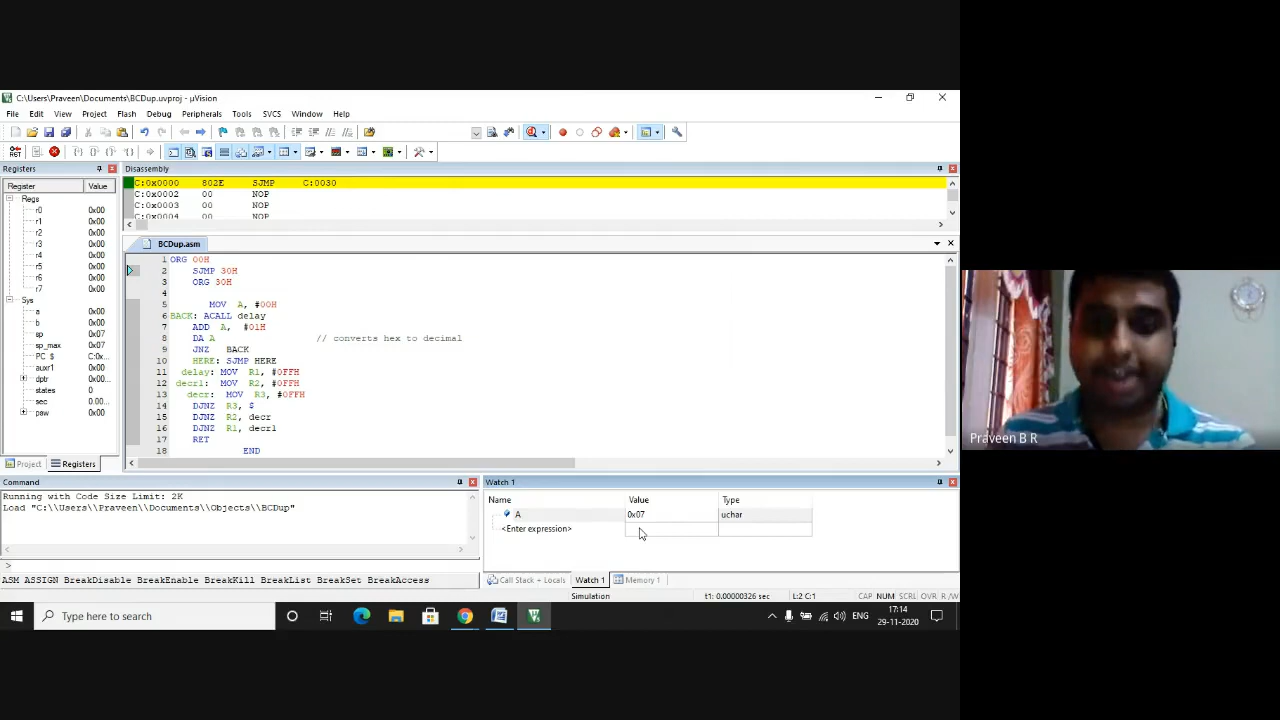 C:\Users\Praveen\Documents\BCDup.uvproj - µVision
File Edit View Project Flash Debug Peripherals Tools SVCS Window Help
Registers
Register Value
Regs
r0 0x00
r1 0x00
r2 0x00
r3 0x00
r4 0x00
r5 0x00
r6 0x00
r7 0x00
Sys
a 0x00
b 0x00
sp 0x07
sp_max 0x07
PC $ C:0x...
auxr1 0x00
dptr 0x00...
states 0
sec 0.00...
psw 0x00
Project Registers
Disassembly
C:0x0000 802E SJMP C:0030
C:0x0002 00 NOP
C:0x0003 00 NOP
C:0x0004 00 NOP
BCDup.asm
1 ORG 00H
2 SJMP 30H
3 ORG 30H
4
5 MOV A, #00H
6 BACK: ACALL delay
7 ADD A, #01H
8 DA A // converts hex to decimal
9 JNZ BACK
10 HERE: SJMP HERE
11 delay: MOV R1, #0FFH
12 decr1: MOV R2, #0FFH
13 decr: MOV R3, #0FFH
14 DJNZ R3, $
15 DJNZ R2, decr
16 DJNZ R1, decr1
17 RET
18 END
Command
Running with Code Size Limit: 2K
Load "C:\\Users\\Praveen\\Documents\\Objects\\BCDup"
>
ASM ASSIGN BreakDisable BreakEnable BreakKill BreakList BreakSet BreakAccess
Watch 1
Name Value Type
A 0x07 uchar
<Enter expression>
Call Stack + Locals Watch 1 Memory 1
Simulation t1: 0.00000326 sec L:2 C:1 CAP NUM SCRL OVR R/W
Type here to search
ENG
17:14
29-11-2020
Praveen B R